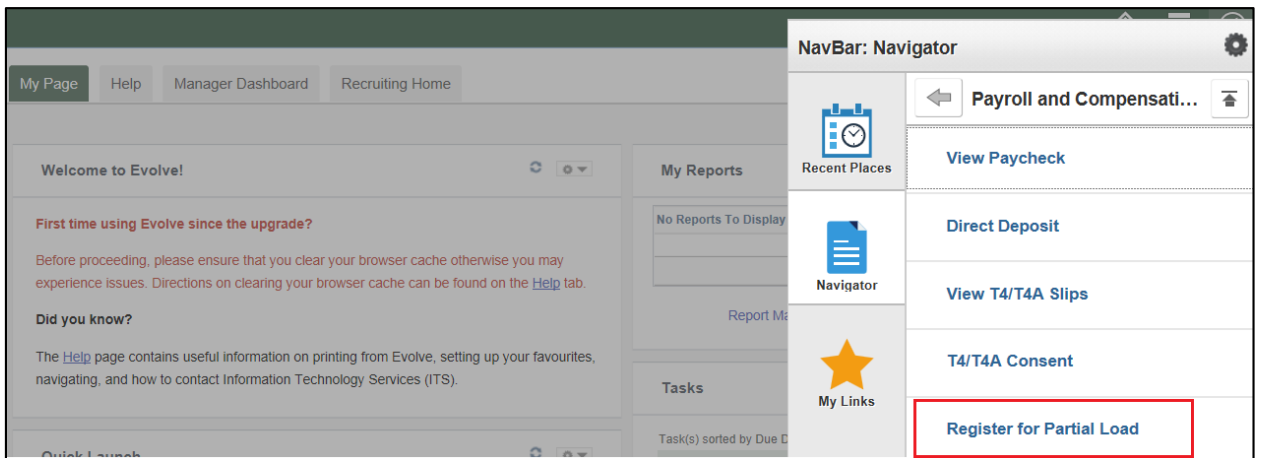 NavBar: Navigator
My Page
Help
Manager Dashboard
Recruiting Home
Payroll and Compensati...
Recent Places
Navigator
My Links
View Paycheck
Direct Deposit
View T4/T4A Slips
T4/T4A Consent
Register for Partial Load
Welcome to Evolve!
First time using Evolve since the upgrade?
Before proceeding, please ensure that you clear your browser cache otherwise you may
experience issues. Directions on clearing your browser cache can be found on the Help tab.
Did you know?
The Help page contains useful information on printing from Evolve, setting up your favourites,
navigating, and how to contact Information Technology Services (ITS).
Quick Launch
My Reports
No Reports To Display
Report Ma
Tasks
Task(s) sorted by Due D